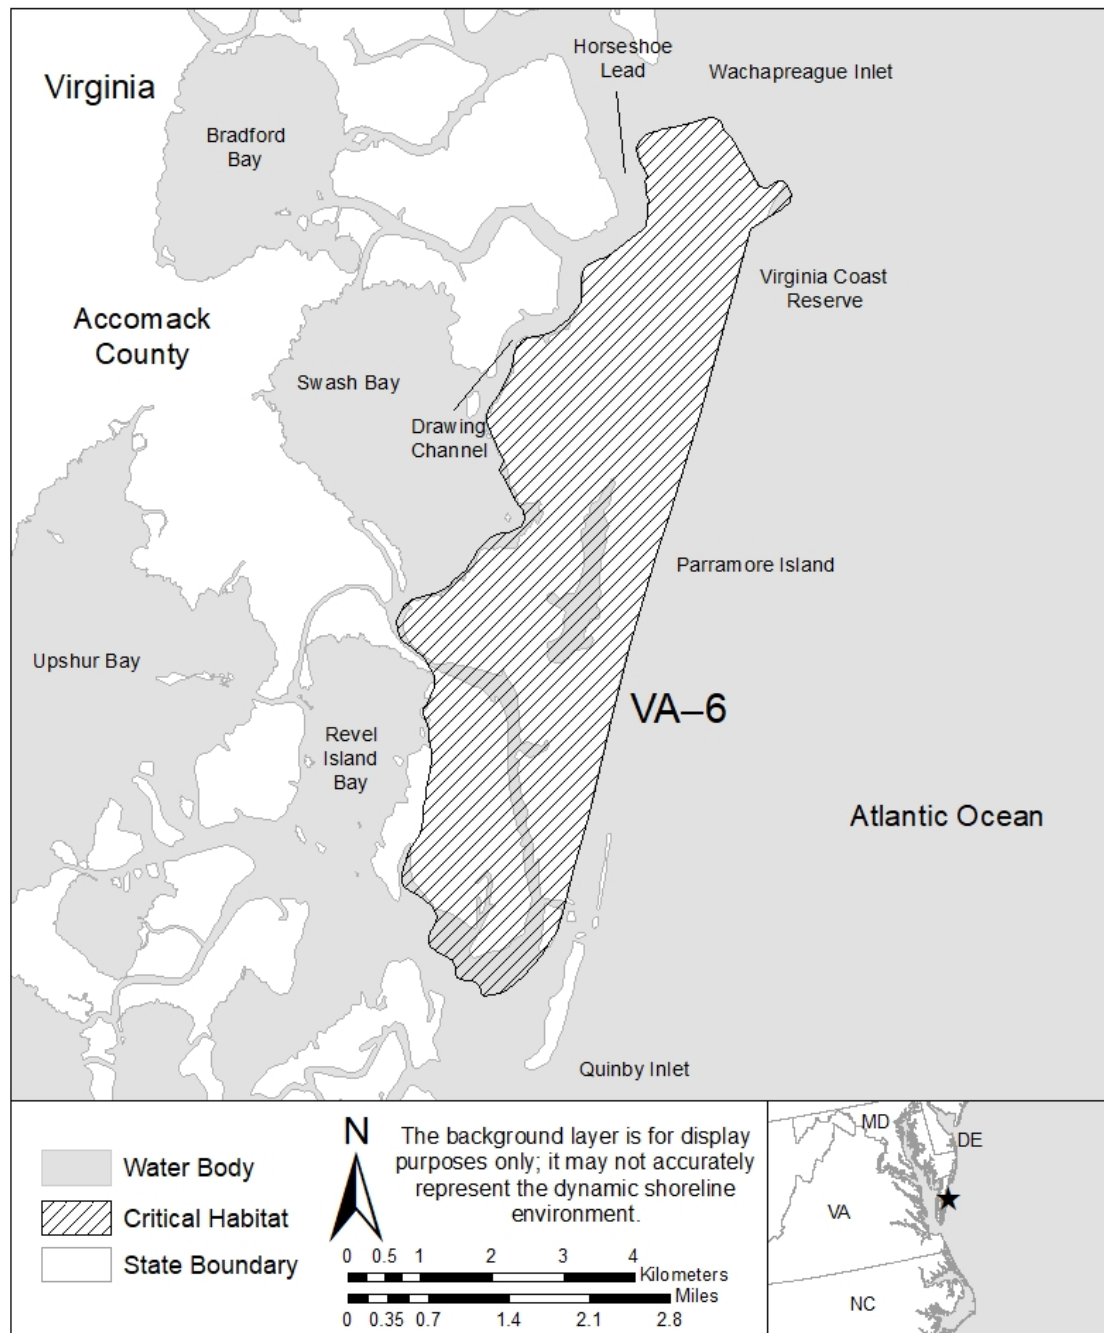 Horseshoe
Lead
Wachapreague Inlet
Virginia
Bradford
Bay
Virginia Coast
Reserve
Accomack
County
Swash Bay
Drawing
Channel
Parramore Island
Upshur Bay
VA–6
Revel
Island
Bay
Atlantic Ocean
Quinby Inlet
Water Body
Critical Habitat
State Boundary
N
The background layer is for display
purposes only; it may not accurately
represent the dynamic shoreline
environment.
0 0.5 1 2 3 4
Kilometers
Miles
0 0.35 0.7 1.4 2.1 2.8
MD
DE
VA
NC